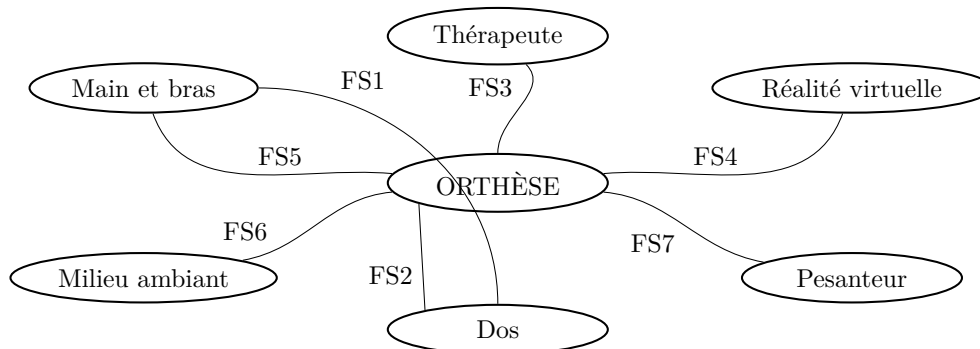 Thérapeute
Main et bras
FS1
FS3
Réalité virtuelle
FS5
FS4
ORTHÈSE
FS6
FS7
Milieu ambiant
FS2
Pesanteur
Dos